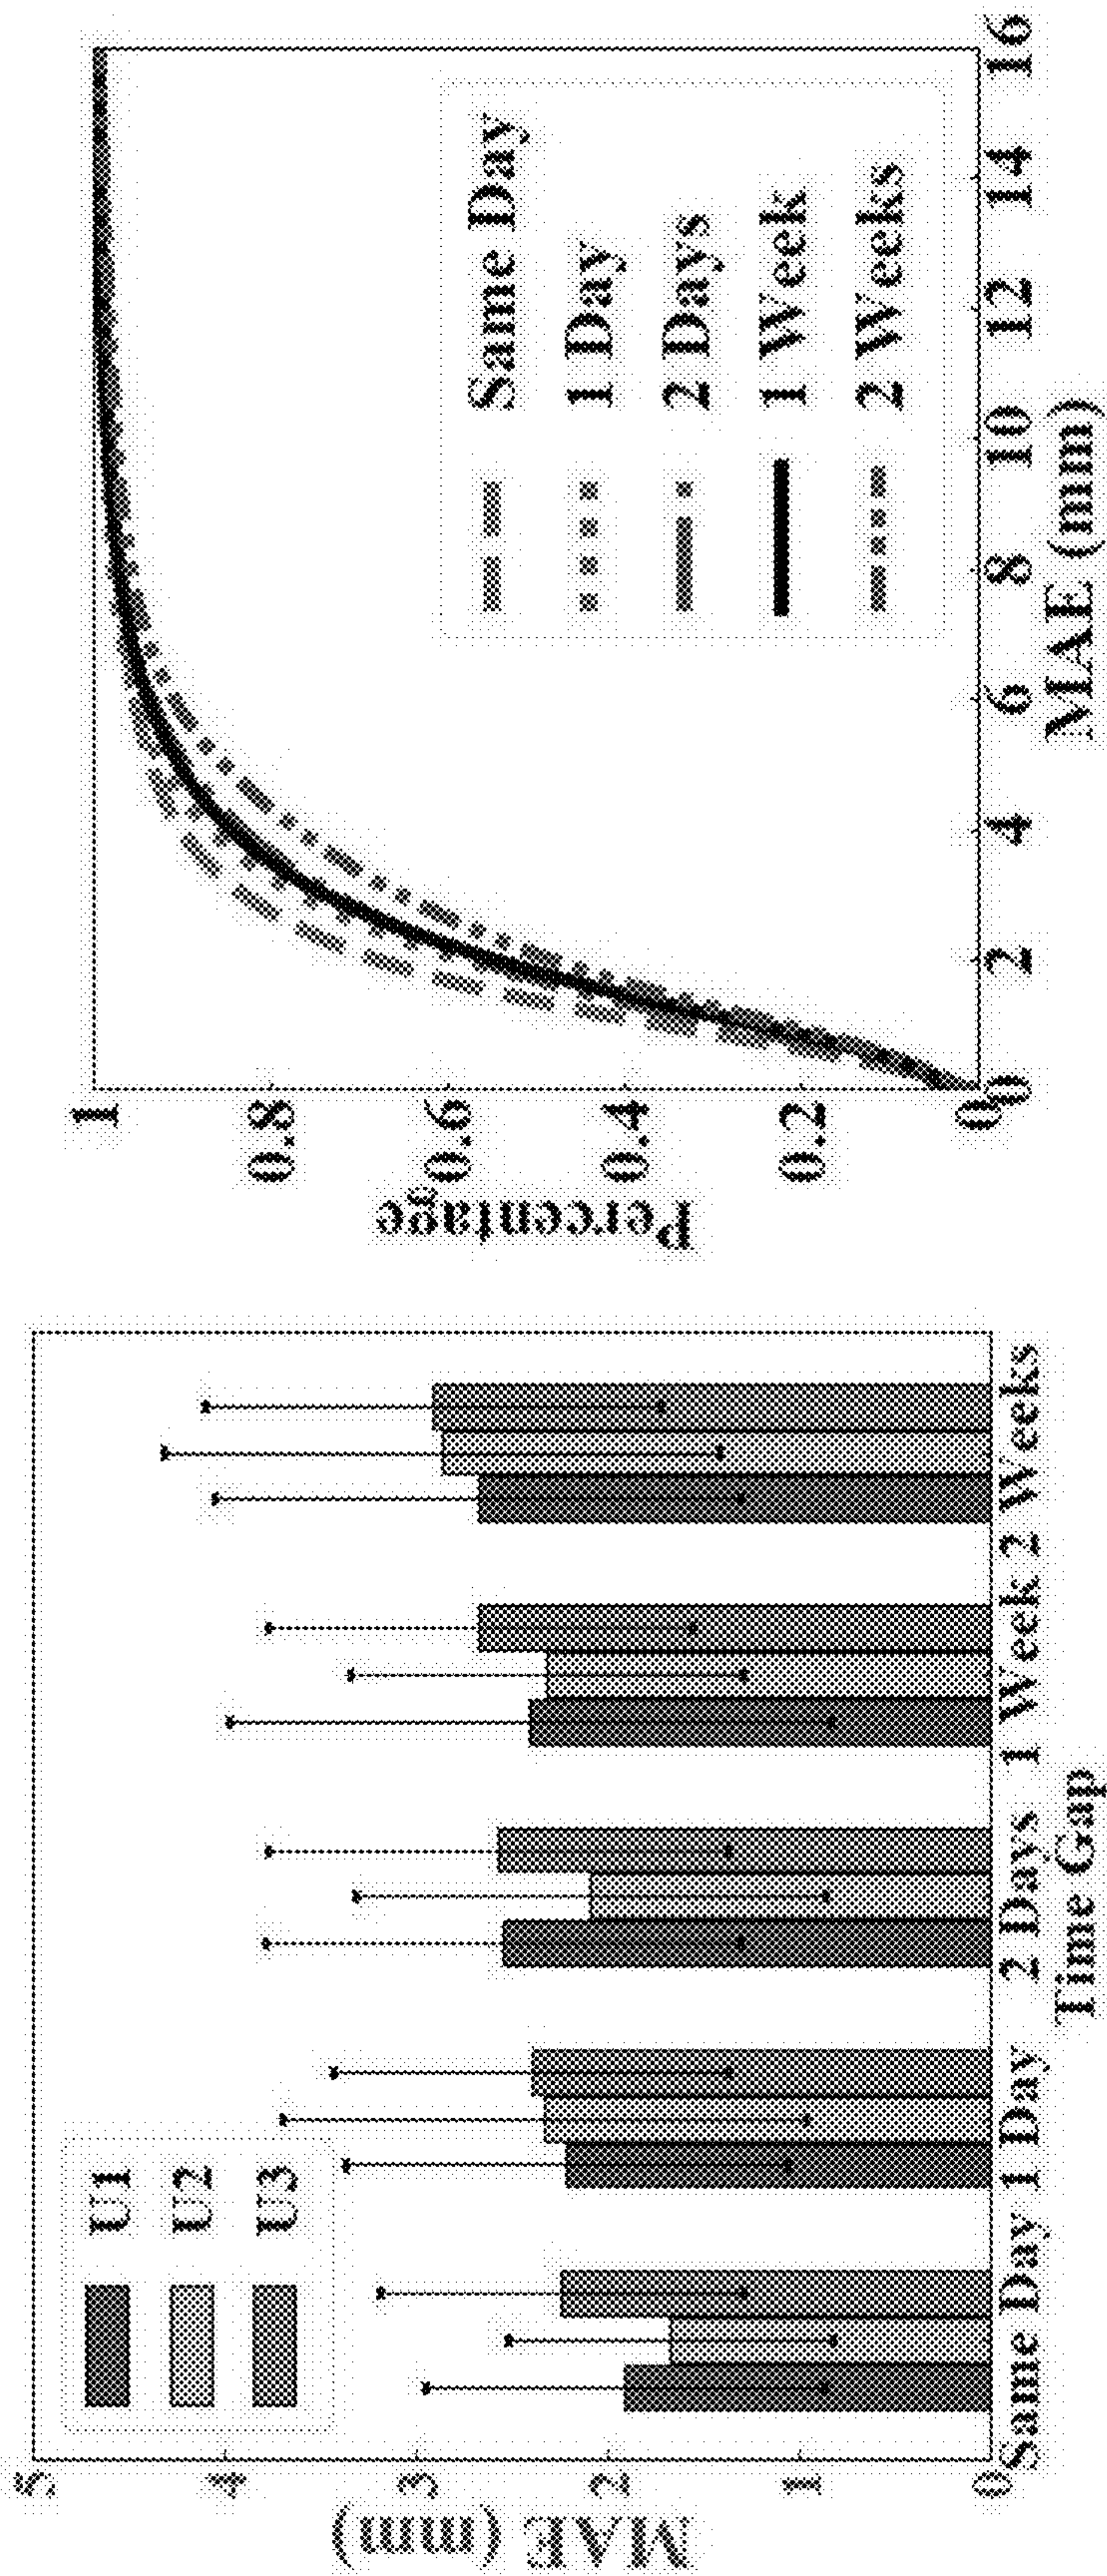 MAE (mm)
5
4
3
2
1
0
U1
U2
U3
Same Day 1 Day 2 Days 1 Week 2 Weeks
Time Gap
Percentage
1
0.8
0.6
0.4
0.2
0
0 2 4 6 8 10 12 14 16
MAE (mm)
Same Day
1 Day
2 Days
1 Week
2 Weeks